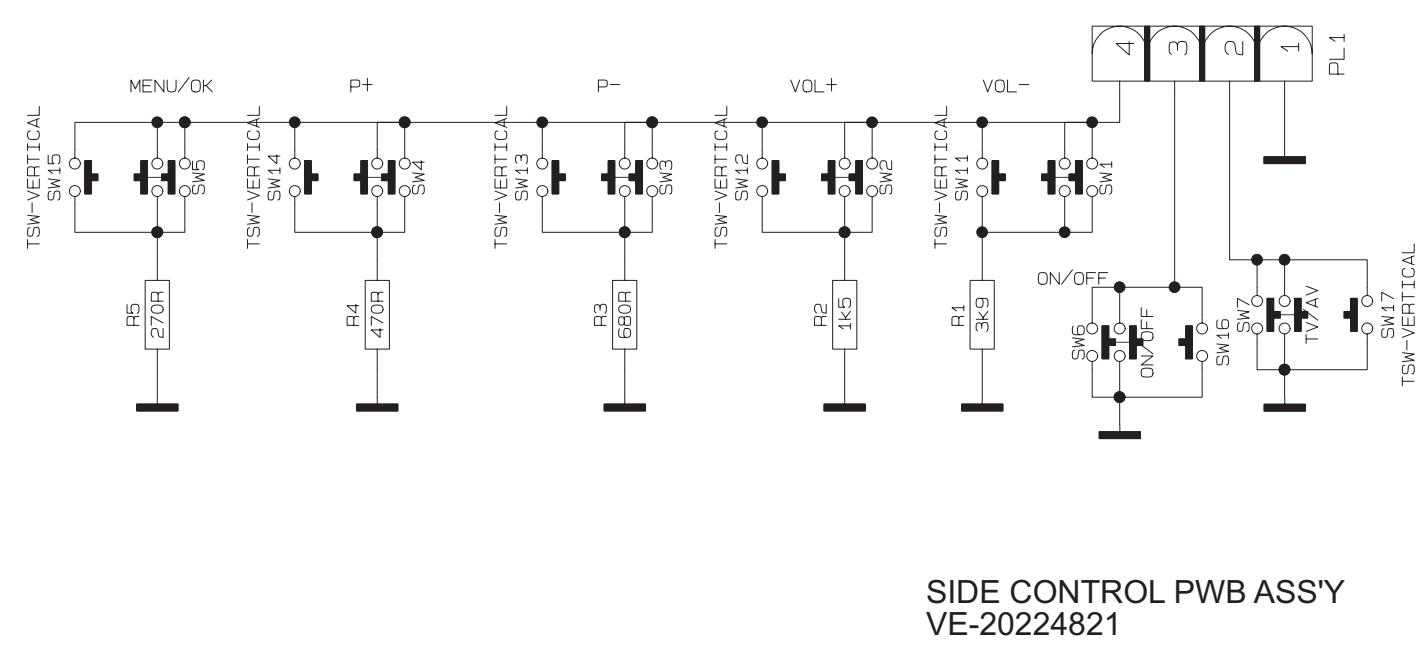 4 3 2 1
PL1
MENU/OK P+ P- VOL+ VOL-
TSW-VERTICAL
SW15
SW5
TSW-VERTICAL
SW14
SW4
TSW-VERTICAL
SW13
SW3
TSW-VERTICAL
SW12
SW2
TSW-VERTICAL
SW11
SW1
R5
270R
R4
470R
R3
680R
R2
1k5
R1
3k9
ON/OFF
SW6
ON/OFF
SW16
SW7
TV/AV
SW17
TSW-VERTICAL
SIDE CONTROL PWB ASS'Y
VE-20224821